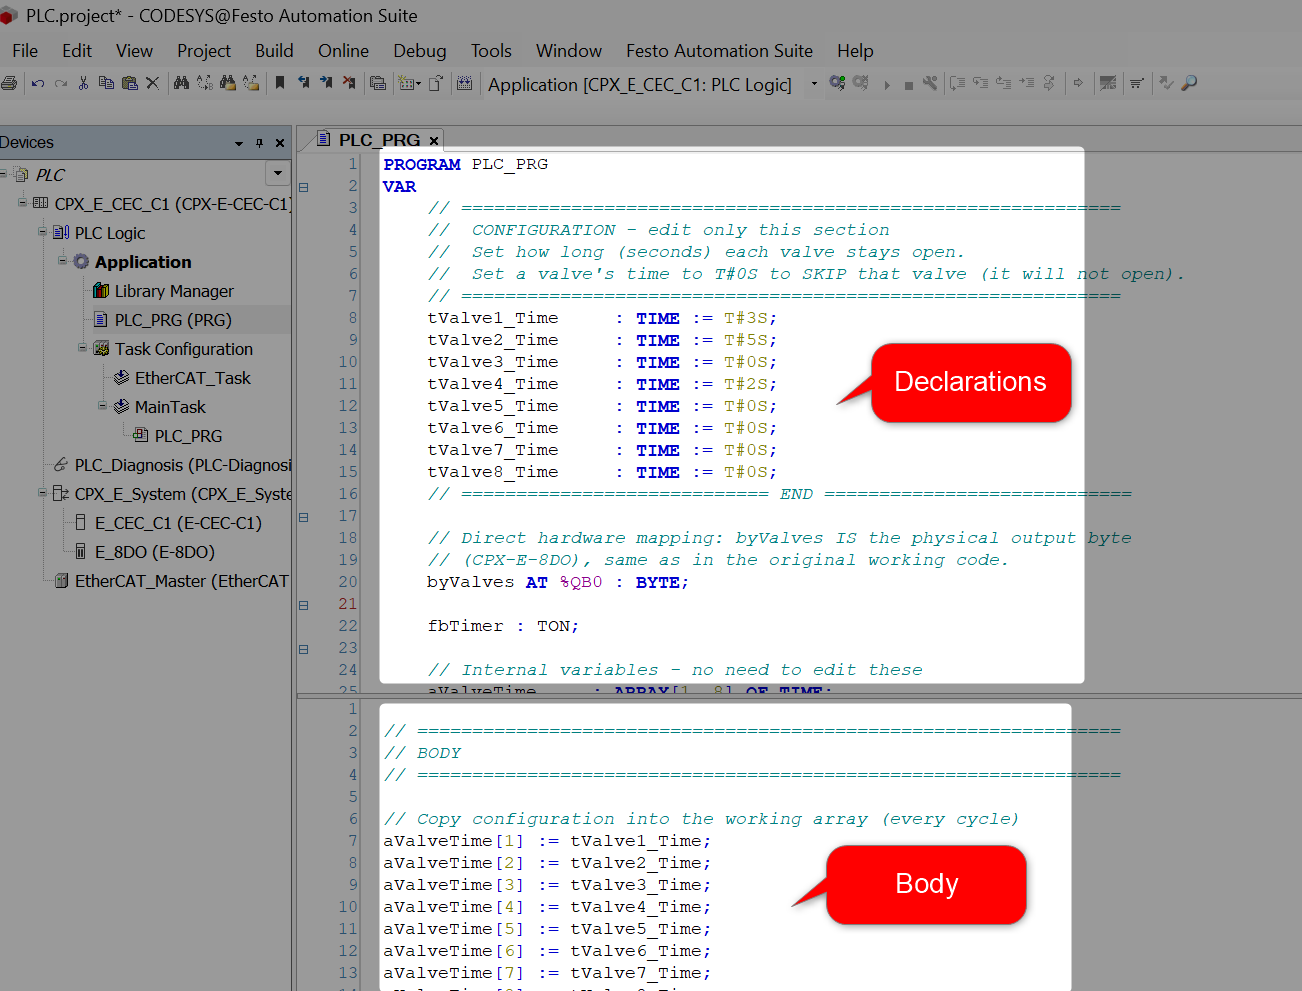 PLC.project* - CODESYS@Festo Automation Suite
File Edit View Project Build Online Debug Tools Window Festo Automation Suite Help
Application [CPX_E_CEC_C1: PLC Logic]
Devices
PLC
CPX_E_CEC_C1 (CPX-E-CEC-C1)
PLC Logic
Application
Library Manager
PLC_PRG (PRG)
Task Configuration
EtherCAT_Task
MainTask
PLC_PRG
PLC_Diagnosis (PLC-Diagnosi
CPX_E_System (CPX_E_Syste
E_CEC_C1 (E-CEC-C1)
E_8DO (E-8DO)
EtherCAT_Master (EtherCAT
PLC_PRG
1 PROGRAM PLC_PRG
2 VAR
3 // ============================================================
4 // CONFIGURATION - edit only this section
5 // Set how long (seconds) each valve stays open.
6 // Set a valve's time to T#0S to SKIP that valve (it will not open).
7 // ============================================================
8 tValve1_Time : TIME := T#3S;
9 tValve2_Time : TIME := T#5S;
10 tValve3_Time : TIME := T#0S;
11 tValve4_Time : TIME := T#2S;
12 tValve5_Time : TIME := T#0S;
13 tValve6_Time : TIME := T#0S;
14 tValve7_Time : TIME := T#0S;
15 tValve8_Time : TIME := T#0S;
16 // ============================ END ============================
17
18 // Direct hardware mapping: byValves IS the physical output byte
19 // (CPX-E-8DO), same as in the original working code.
20 byValves AT %QB0 : BYTE;
21
22 fbTimer : TON;
23
24 // Internal variables - no need to edit these
25 aValveTime : ARRAY[1..8] OF TIME;
Declarations
1
2 // ================================================================
3 // BODY
4 // ================================================================
5
6 // Copy configuration into the working array (every cycle)
7 aValveTime[1] := tValve1_Time;
8 aValveTime[2] := tValve2_Time;
9 aValveTime[3] := tValve3_Time;
10 aValveTime[4] := tValve4_Time;
11 aValveTime[5] := tValve5_Time;
12 aValveTime[6] := tValve6_Time;
13 aValveTime[7] := tValve7_Time;
Body